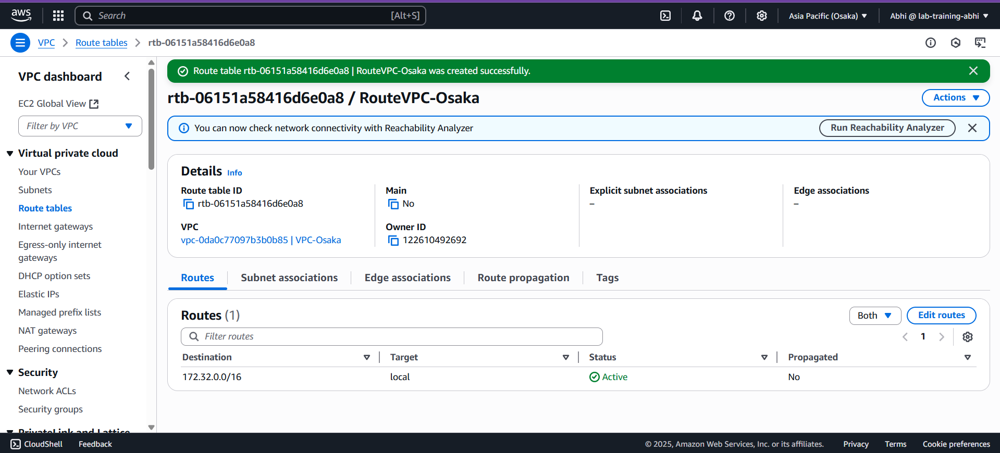 aws
Search [Alt+S]
Asia Pacific (Osaka)
Abhi @ lab-training-abhi
VPC
Route tables
rtb-06151a58416d6e0a8
VPC dashboard
EC2 Global View
Filter by VPC
Virtual private cloud
Your VPCs
Subnets
Route tables
Internet gateways
Egress-only internet
gateways
DHCP option sets
Elastic IPs
Managed prefix lists
NAT gateways
Peering connections
Security
Network ACLs
Security groups
PrivateLink and Lattice
Route table rtb-06151a58416d6e0a8 | RouteVPC-Osaka was created successfully.
rtb-06151a58416d6e0a8 / RouteVPC-Osaka
Actions
You can now check network connectivity with Reachability Analyzer
Run Reachability Analyzer
Details Info
Route table ID
rtb-06151a58416d6e0a8
Main
No
Explicit subnet associations
–
Edge associations
–
VPC
vpc-0da0c77097b3b0b85 | VPC-Osaka
Owner ID
122610492692
Routes
Subnet associations
Edge associations
Route propagation
Tags
Routes (1)
Both
Edit routes
Filter routes
1
Destination Target Status Propagated
172.32.0.0/16 local Active No
CloudShell
Feedback
© 2025, Amazon Web Services, Inc. or its affiliates.
Privacy
Terms
Cookie preferences